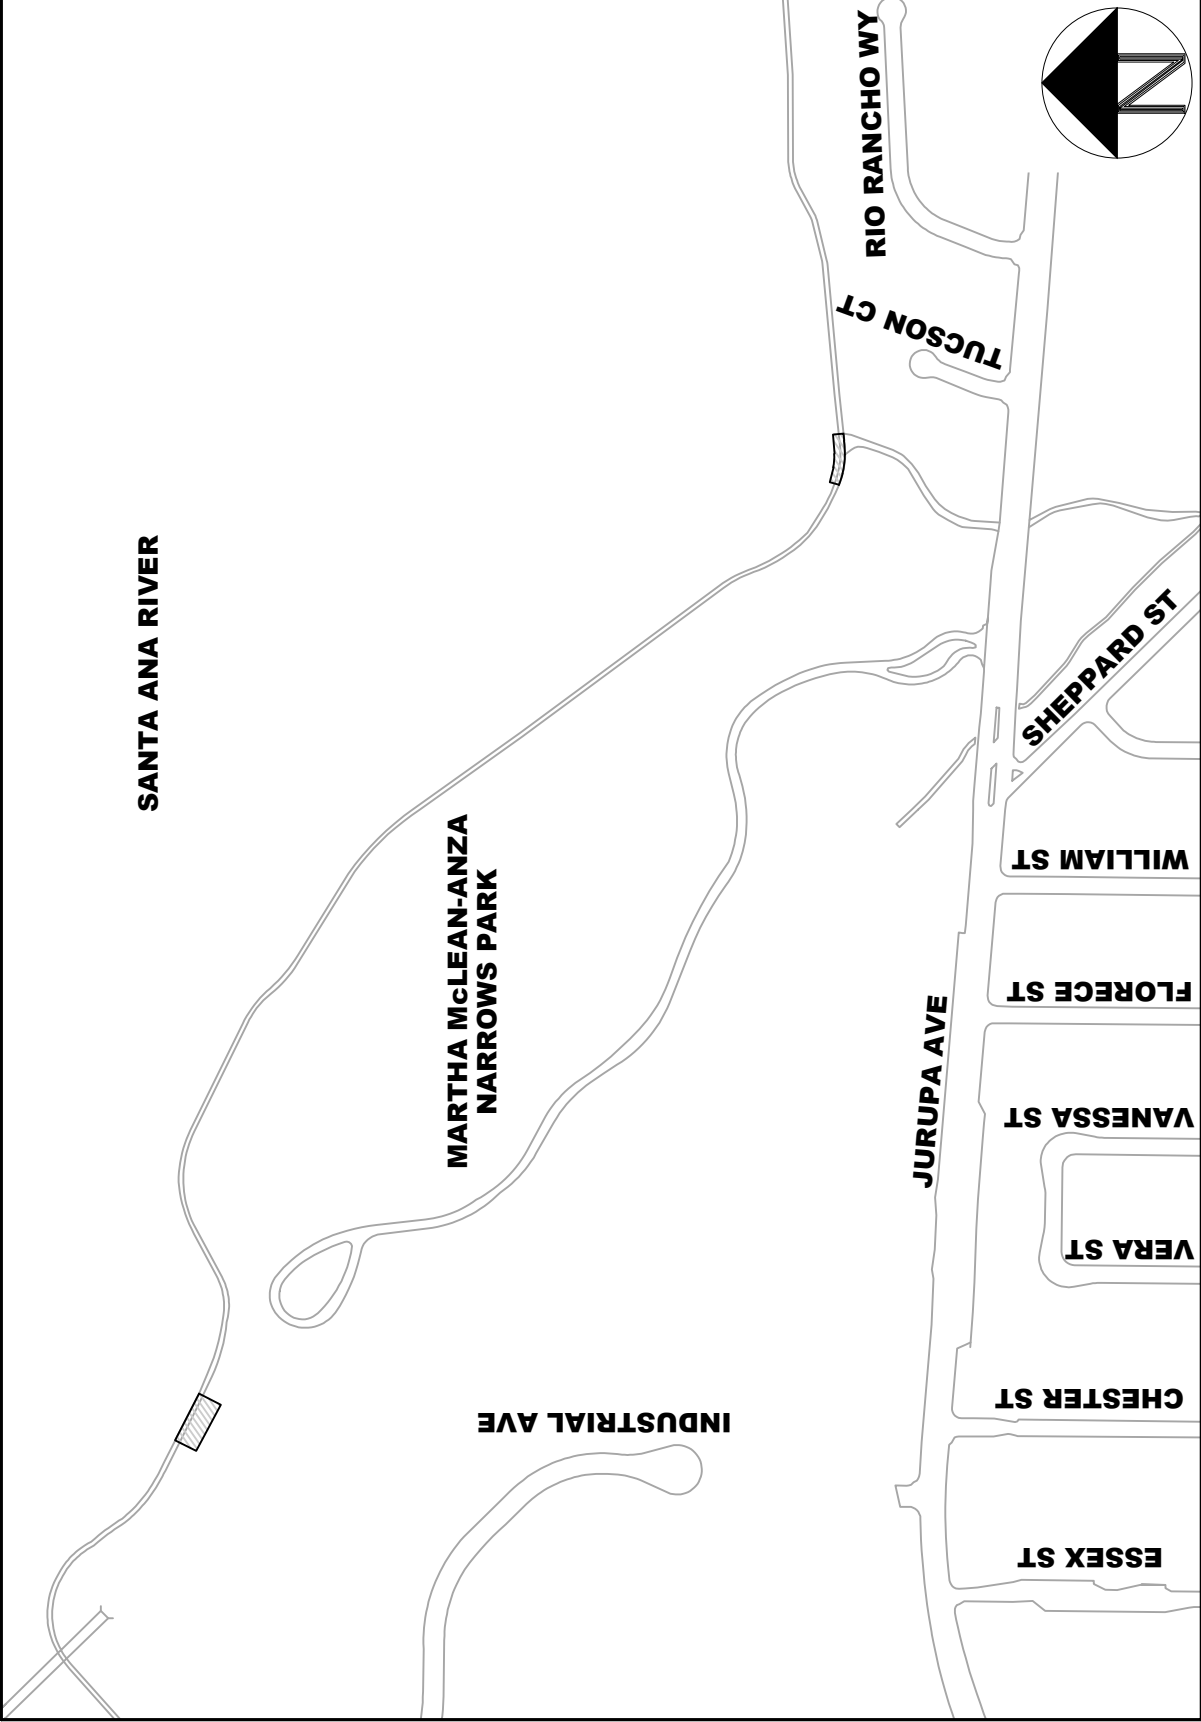 RIO RANCHO WY
TUCSON CT
SANTA ANA RIVER
SHEPPARD ST
MARTHA McLEAN-ANZA
NARROWS PARK
WILLIAM ST
FLORECE ST
JURUPA AVE
VANESSA ST
VERA ST
CHESTER ST
INDUSTRIAL AVE
ESSEX ST
N